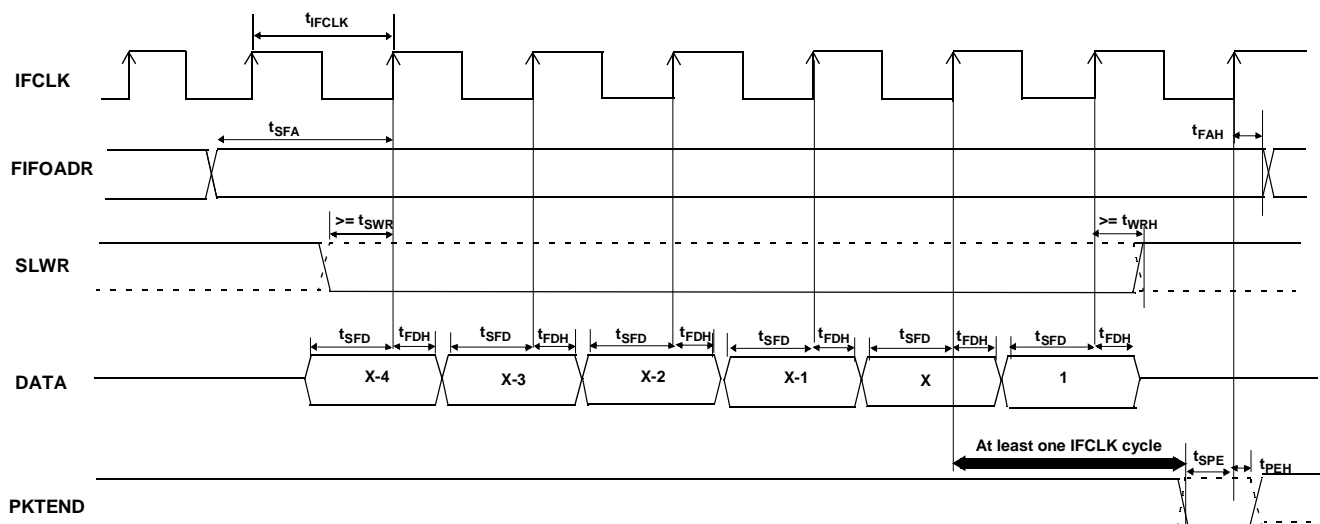 tIFCLK
IFCLK
tSFA
tFAH
FIFOADR
>= tSWR
>= tWRH
SLWR
tSFD tFDH tSFD tFDH tSFD tFDH tSFD tFDH tSFD tFDH tSFD tFDH
DATA X-4 X-3 X-2 X-1 X 1
At least one IFCLK cycle
tSPE tPEH
PKTEND